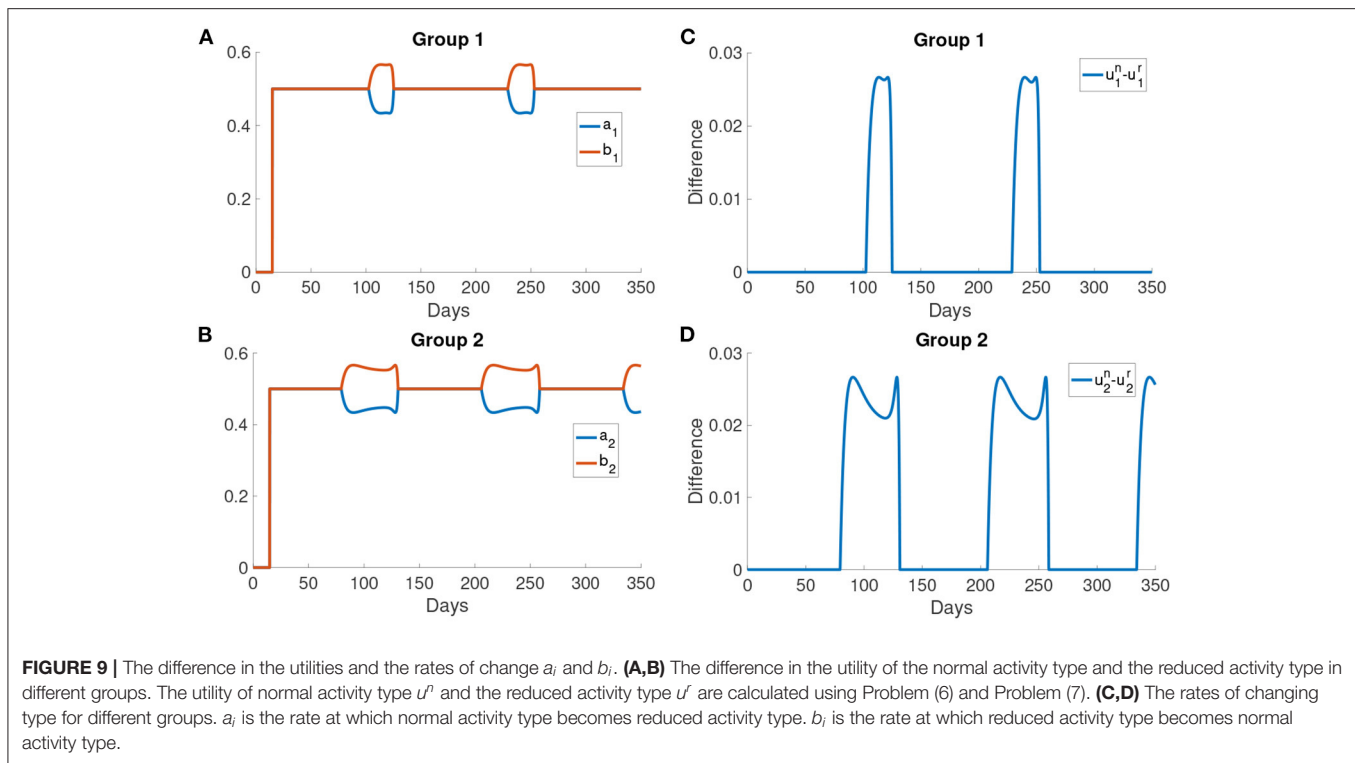 A
Group 1
0.6
0.4
0.2
0
a1
b1
0 50 100 150 200 250 300 350
Days
C
Group 1
0.03
0.02
0.01
0
Difference
u1^n-u1^r
0 50 100 150 200 250 300 350
Days
B
Group 2
0.6
0.4
0.2
0
a2
b2
0 50 100 150 200 250 300 350
Days
D
Group 2
0.03
0.02
0.01
0
Difference
u2^n-u2^r
0 50 100 150 200 250 300 350
Days
FIGURE 9 | The difference in the utilities and the rates of change ai and bi. (A,B) The difference in the utility of the normal activity type and the reduced activity type in
different groups. The utility of normal activity type u^n and the reduced activity type u^r are calculated using Problem (6) and Problem (7). (C,D) The rates of changing
type for different groups. ai is the rate at which normal activity type becomes reduced activity type. bi is the rate at which reduced activity type becomes normal
activity type.